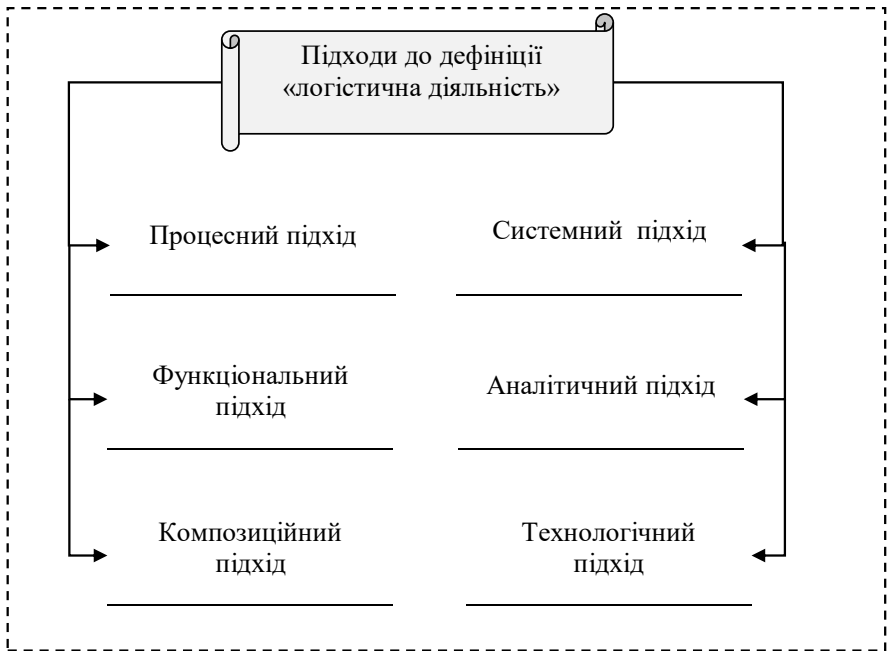 Підходи до дефініції
«логістична діяльність»
Процесний підхід
Системний підхід
Функціональний
підхід
Аналітичний підхід
Композиційний
підхід
Технологічний
підхід